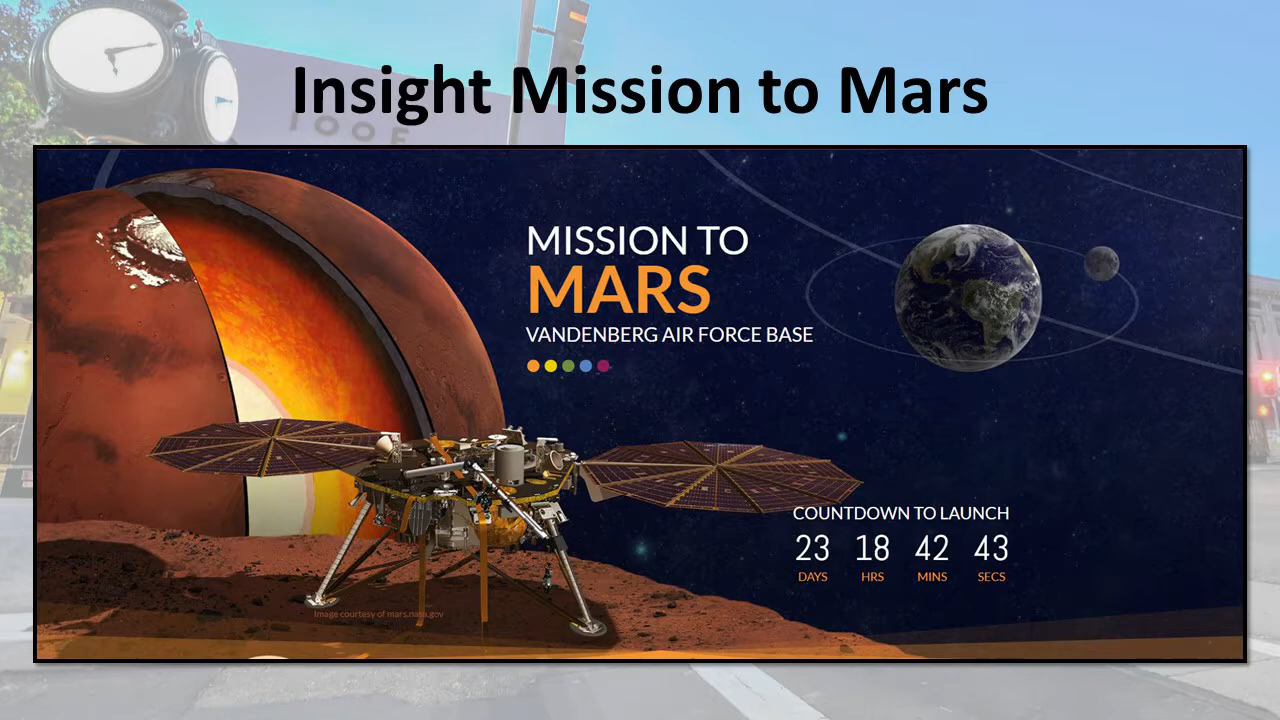 Insight Mission to Mars
IOOF
MISSION TO
MARS
VANDENBERG AIR FORCE BASE
COUNTDOWN TO LAUNCH
23 18 42 43
DAYS HRS MINS SECS
Image courtesy of mars.nasa.gov